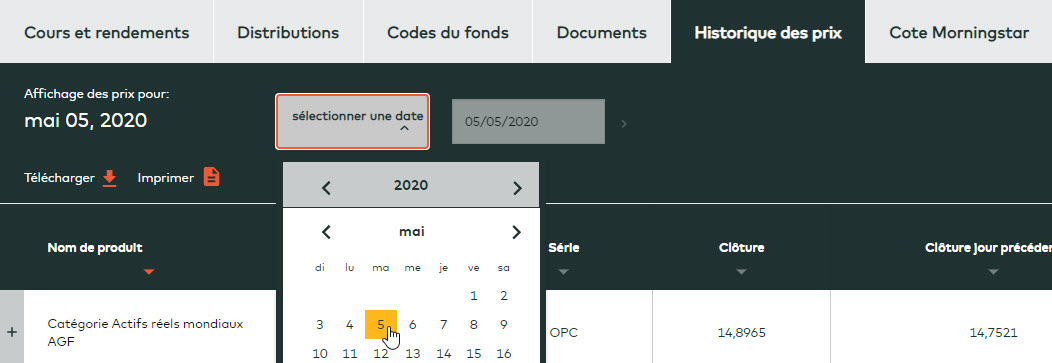 Cours et rendements
Distributions
Codes du fonds
Documents
Historique des prix
Cote Morningstar
Affichage des prix pour:
mai 05, 2020
sélectionner une date
05/05/2020
Télécharger
Imprimer
2020
mai
di lu ma me je ve sa
1 2
3 4 5 6 7 8 9
10 11 12 13 14 15 16
Nom de produit
Série
Clôture
Clôture jour précéder
+
Catégorie Actifs réels mondiaux
AGF
OPC
14,8965
14,7521